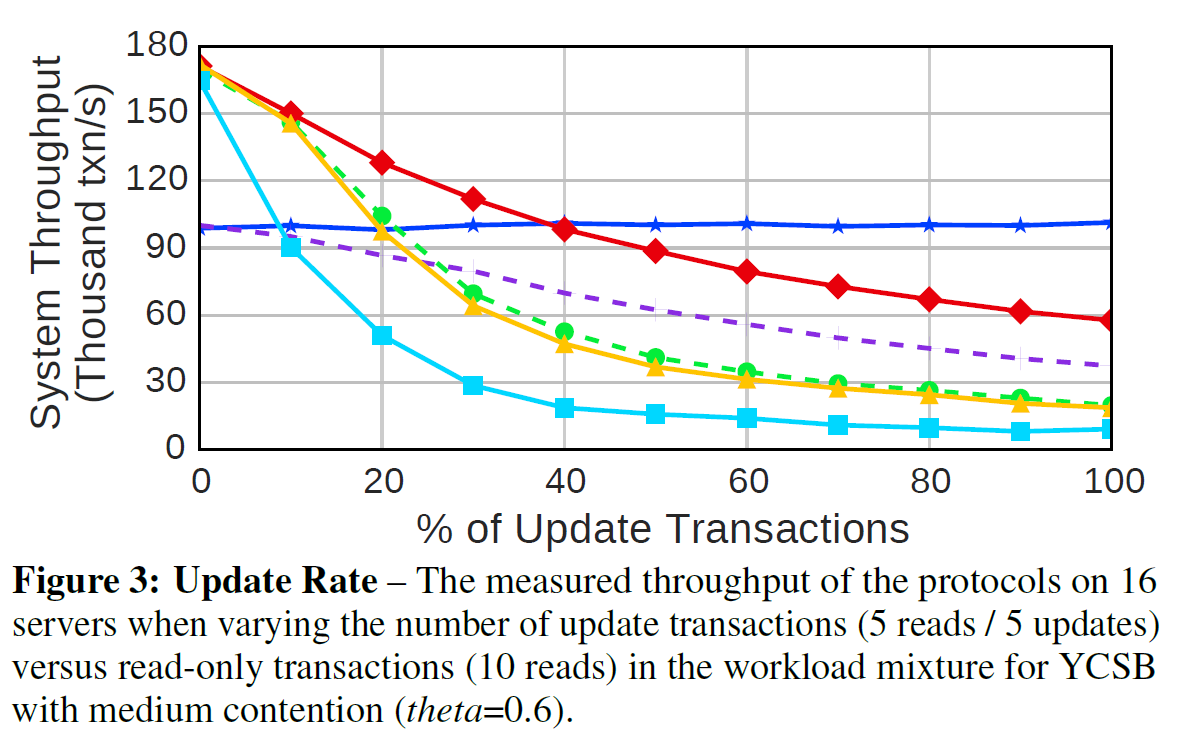 System Throughput
(Thousand txn/s)
180
150
120
90
60
30
0
0 20 40 60 80 100
% of Update Transactions
Figure 3: Update Rate – The measured throughput of the protocols on 16
servers when varying the number of update transactions (5 reads / 5 updates)
versus read-only transactions (10 reads) in the workload mixture for YCSB
with medium contention (theta=0.6).